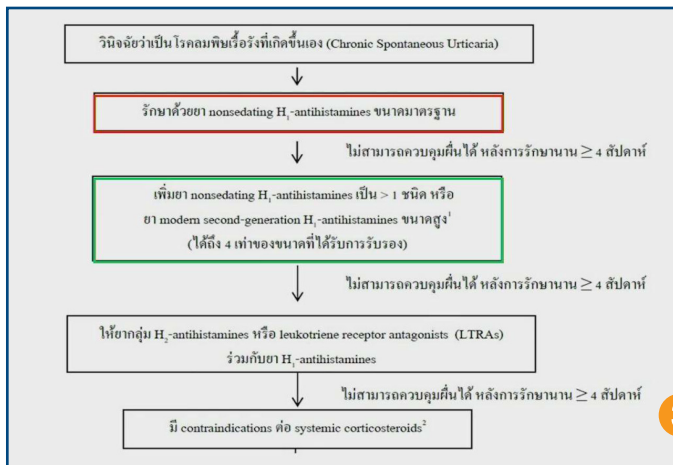 วินิจฉัยว่าเป็นโรคลมพิษเรื้อรังที่เกิดขึ้นเอง (Chronic Spontaneous Urticaria)
รักษาด้วยยา nonsedating H₁-antihistamines ขนาดมาตรฐาน
ไม่สามารถควบคุมผื่นได้ หลังการรักษานาน ≥ 4 สัปดาห์
เพิ่มยา nonsedating H₁-antihistamines เป็น > 1 ชนิด หรือ
ยา modern second-generation H₁-antihistamines ขนาดสูง¹
(ได้ถึง 4 เท่าของขนาดที่ได้รับการรับรอง)
ไม่สามารถควบคุมผื่นได้ หลังการรักษานาน ≥ 4 สัปดาห์
ให้ยากลุ่ม H₂-antihistamines หรือ leukotriene receptor antagonists (LTRAs)
ร่วมกับยา H₁-antihistamines
ไม่สามารถควบคุมผื่นได้ หลังการรักษานาน ≥ 4 สัปดาห์
มี contraindications ต่อ systemic corticosteroids²